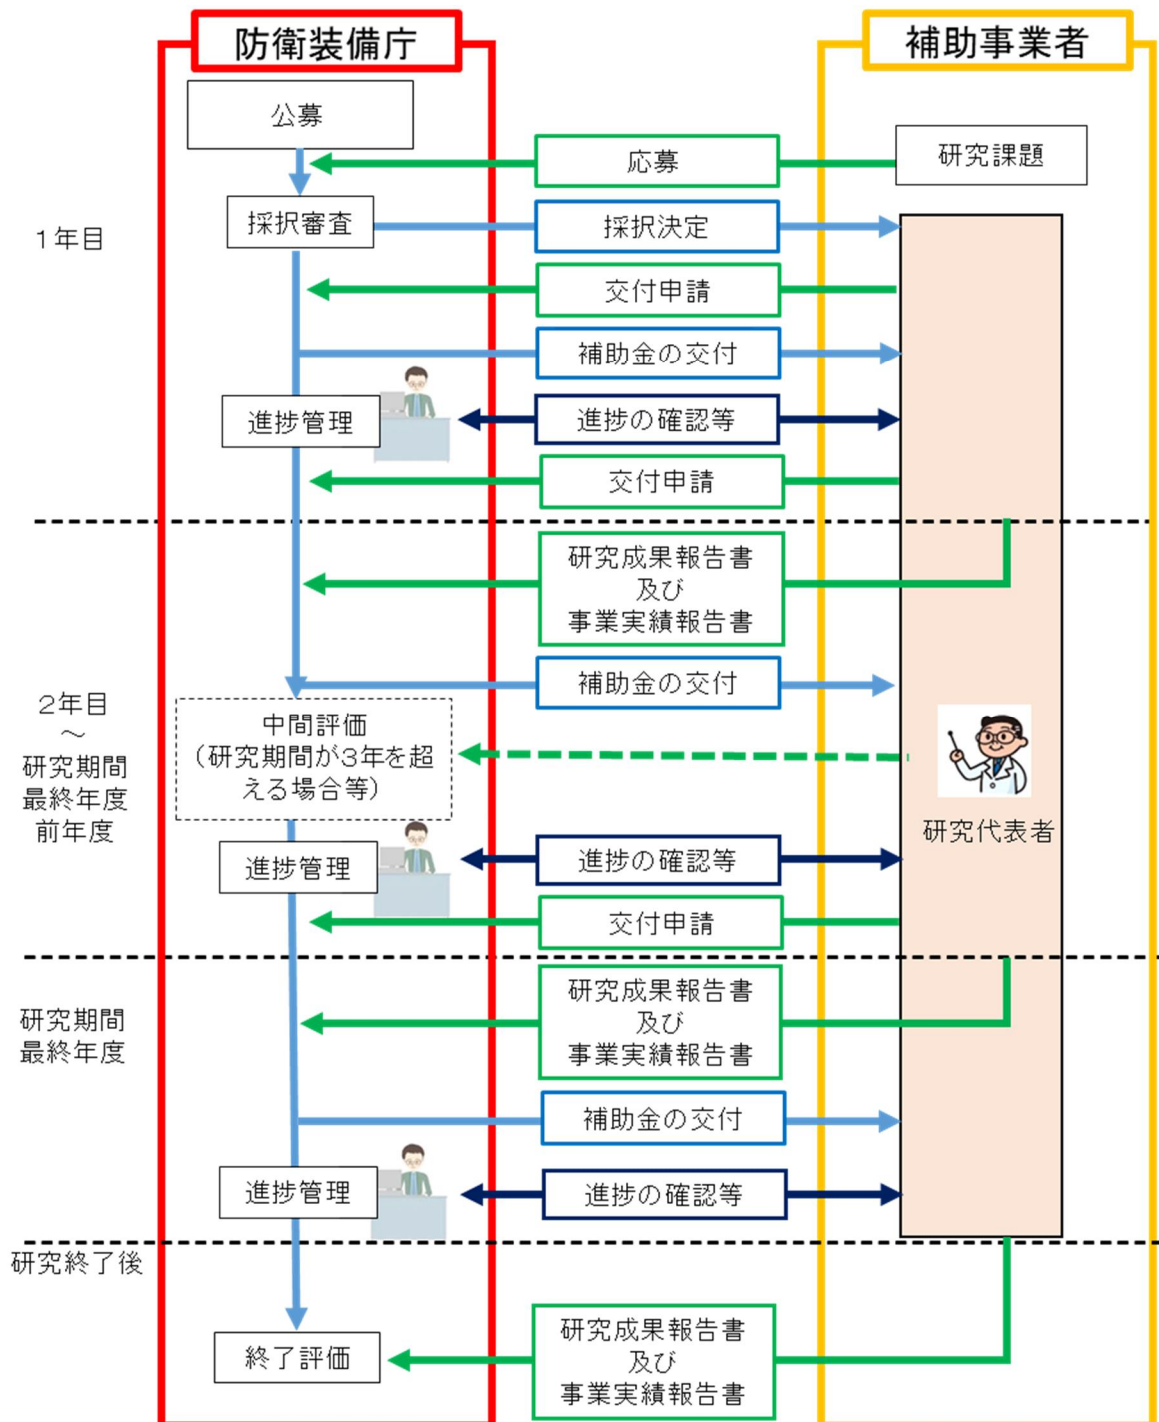 防衛装備庁
補助事業者
公募
応募
研究課題
1年目
採択審査
採択決定
交付申請
補助金の交付
進捗管理
進捗の確認等
交付申請
研究成果報告書
及び
事業実績報告書
補助金の交付
2年目
～
研究期間
最終年度
前年度
中間評価
(研究期間が3年を超
える場合等)
研究代表者
進捗管理
進捗の確認等
交付申請
研究期間
最終年度
研究成果報告書
及び
事業実績報告書
補助金の交付
進捗管理
進捗の確認等
研究終了後
終了評価
研究成果報告書
及び
事業実績報告書